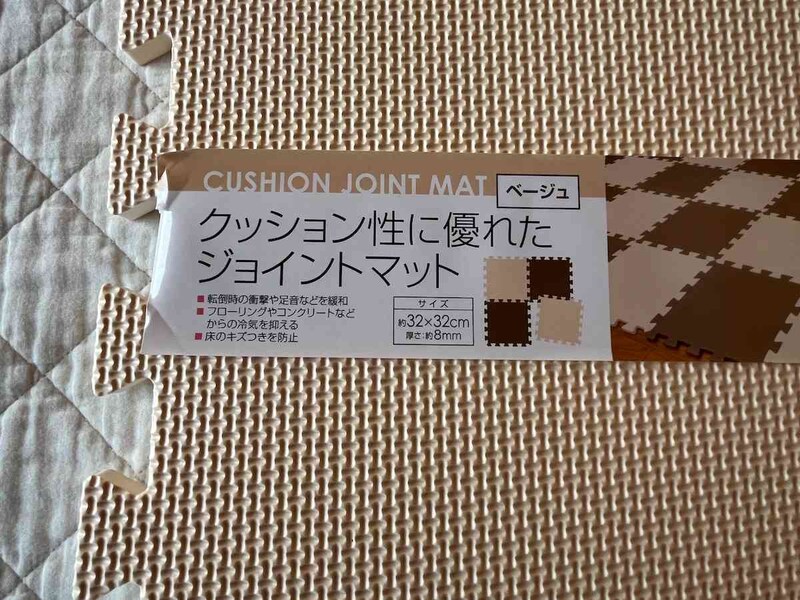 CUSHION JOINT MAT
ベージュ
クッション性に優れた
ジョイントマット
■転倒時の衝撃や足音などを緩和
■フローリングやコンクリートなど
からの冷気を抑える
■床のキズつきを防止
サイズ
約32×32cm
厚さ:約8mm